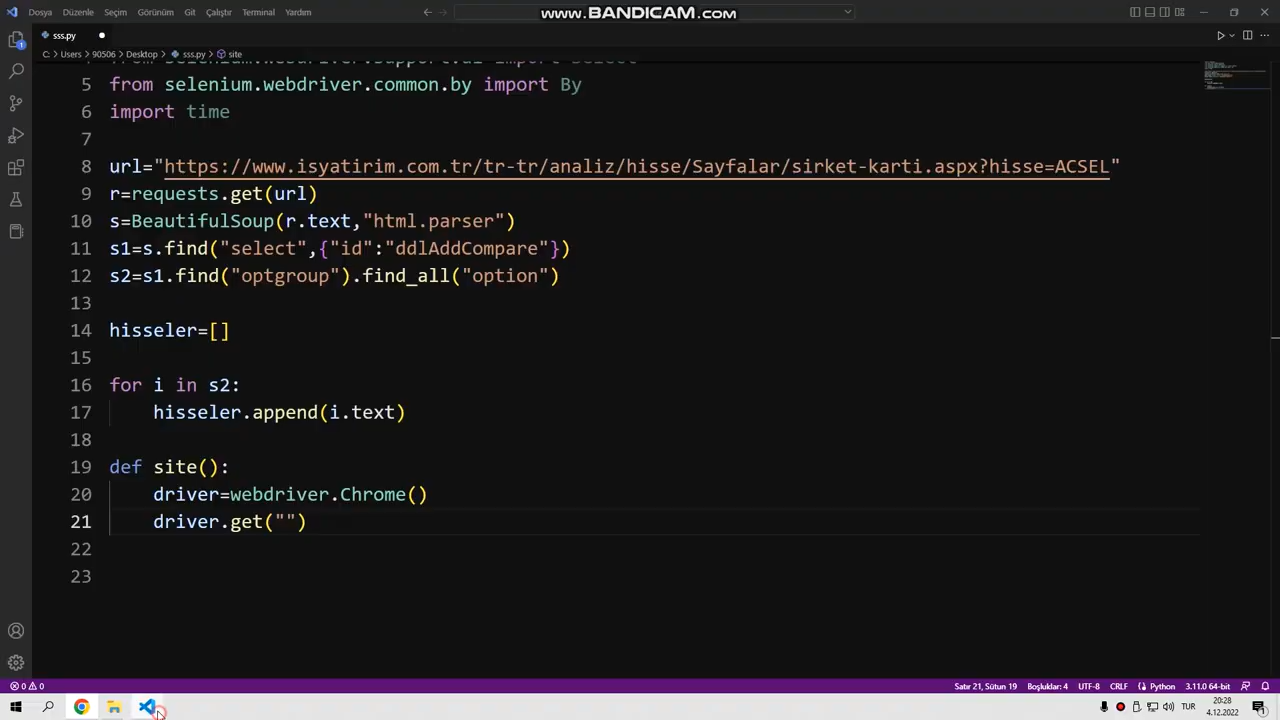 Dosya Düzenle Seçim Görünüm Git Çalıştır Terminal Yardım
www.BANDICAM.com
sss.py
C: > Users > 90506 > Desktop > sss.py > site
5 from selenium.webdriver.common.by import By
6 import time
7
8 url="https://www.isyatirim.com.tr/tr-tr/analiz/hisse/Sayfalar/sirket-karti.aspx?hisse=ACSEL"
9 r=requests.get(url)
10 s=BeautifulSoup(r.text,"html.parser")
11 s1=s.find("select",{"id":"ddlAddCompare"})
12 s2=s1.find("optgroup").find_all("option")
13
14 hisseler=[]
15
16 for i in s2:
17 hisseler.append(i.text)
18
19 def site():
20 driver=webdriver.Chrome()
21 driver.get("")
22
23
0 0 Satır 21, Sütun 19 Boşluklar: 4 UTF-8 CRLF Python 3.11.0 64-bit
TUR 20:28
4.12.2022 1